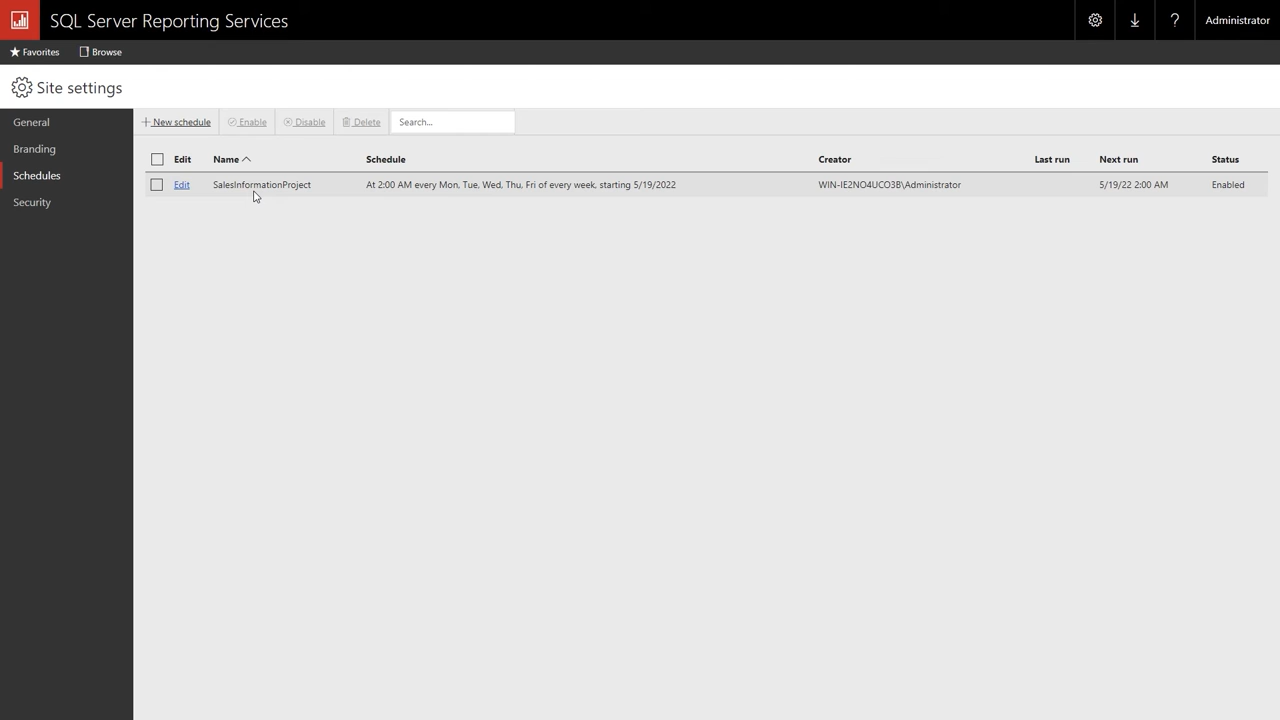 SQL Server Reporting Services
? Administrator
Favorites Browse
Site settings
General
Branding
Schedules
Security
New schedule Enable Disable Delete Search...
Edit Name Schedule Creator Last run Next run Status
Edit SalesInformationProject At 2:00 AM every Mon, Tue, Wed, Thu, Fri of every week, starting 5/19/2022 WIN-IE2NO4UCO3B\Administrator 5/19/22 2:00 AM Enabled